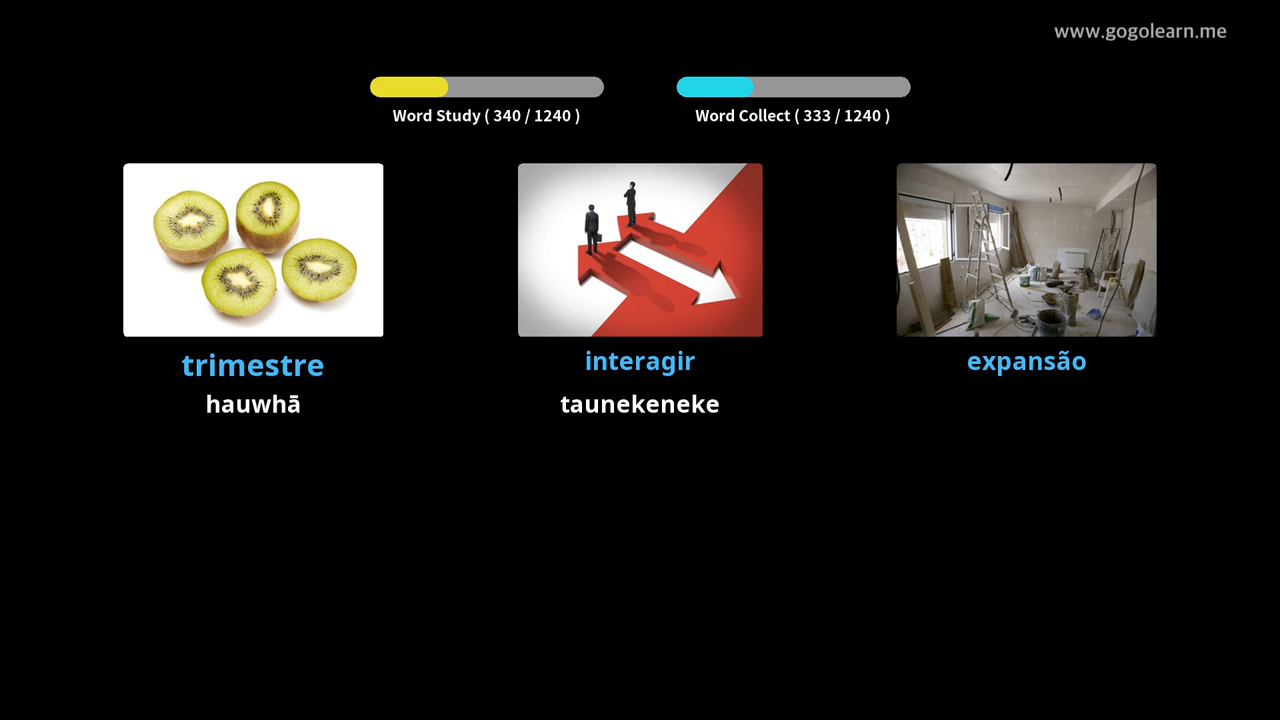 www.gogolearn.me
Word Study ( 340 / 1240 )
Word Collect ( 333 / 1240 )
trimestre
hauwhā
interagir
taunekeneke
expansão